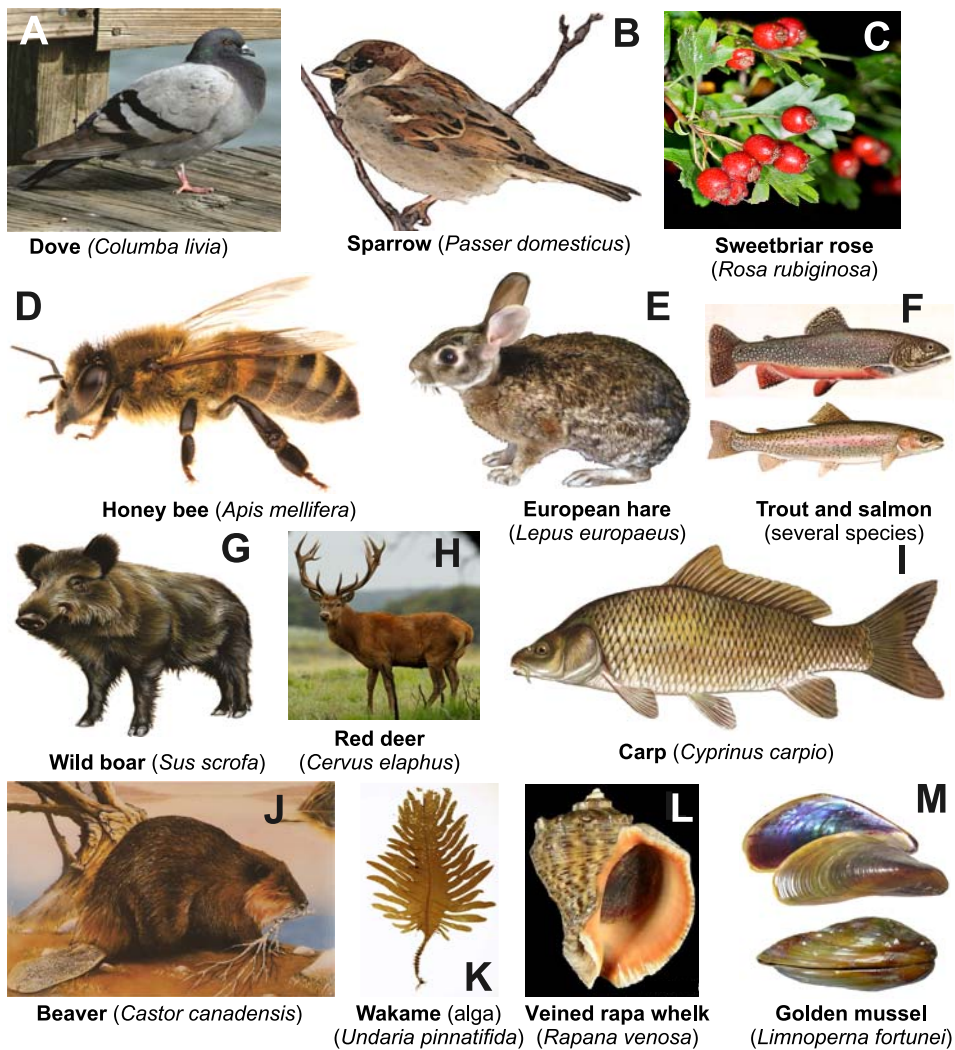 A
B
C
Dove (Columba livia)
Sparrow (Passer domesticus)
Sweetbriar rose
(Rosa rubiginosa)
D
E
F
Honey bee (Apis mellifera)
European hare
(Lepus europaeus)
Trout and salmon
(several species)
G
H
I
Wild boar (Sus scrofa)
Red deer
(Cervus elaphus)
Carp (Cyprinus carpio)
J
K
L
M
Beaver (Castor canadensis)
Wakame (alga)
(Undaria pinnatifida)
Veined rapa whelk
(Rapana venosa)
Golden mussel
(Limnoperna fortunei)